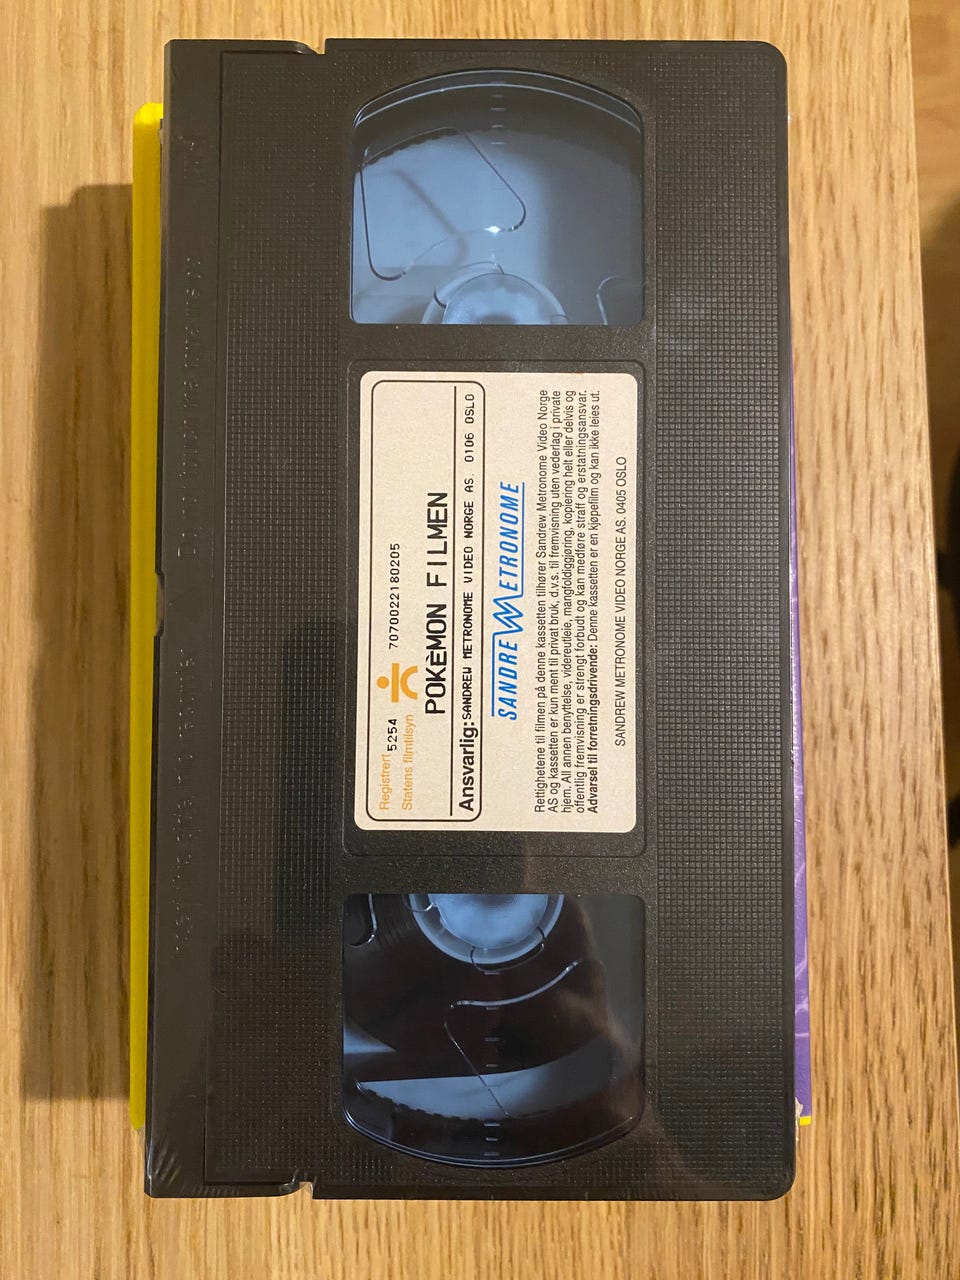 Registrert 5254 7070022180205
Statens filmtilsyn
POKÈMON FILMEN
Ansvarlig: SANDREW METRONOME VIDEO NORGE AS. 0106 OSLO
SANDREW METRONOME
Rettighetene til filmen på denne kassetten tilhører Sandrew Metronome Video Norge
AS og kassetten er kun ment til privat bruk, d.v.s. til fremvisning uten vederlag i private
hjem. All annen benyttelse, videreutleie, mangfoldiggjøring, kopiering helt eller delvis og
offentlig fremvisning er strengt forbudt og kan medføre straff og erstatningsansvar.
Advarsel til forretningsdrivende: Denne kassetten er en kjøpefilm og kan ikke leies ut.
SANDREW METRONOME VIDEO NORGE AS. 0405 OSLO